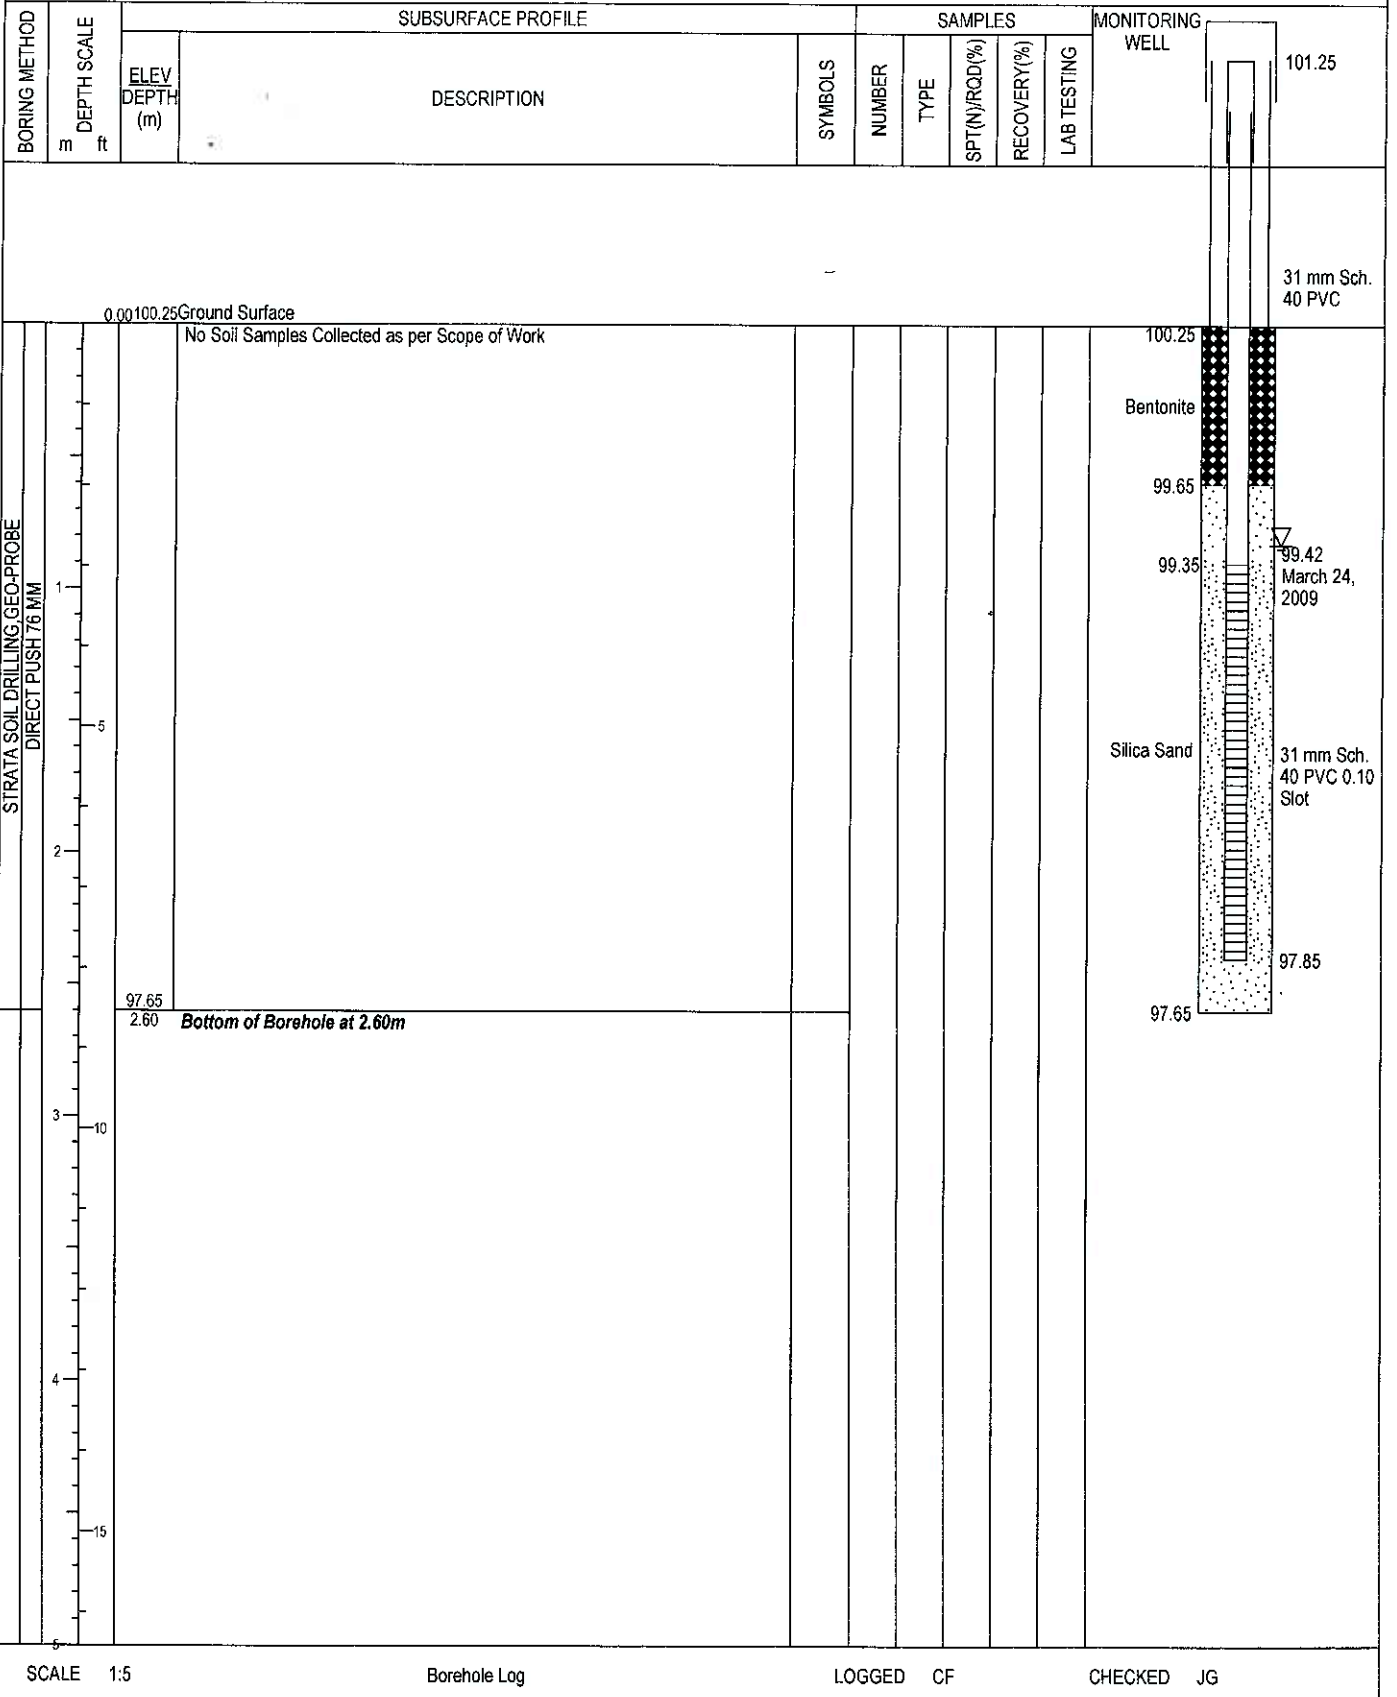 BORING METHOD
DEPTH SCALE
m ft
SUBSURFACE PROFILE
ELEV
DEPTH
(m)
DESCRIPTION
SYMBOLS
SAMPLES
NUMBER
TYPE
SPT(N)/RQD(%)
RECOVERY(%)
LAB TESTING
MONITORING
WELL
101.25
31 mm Sch.
40 PVC
0.00 100.25 Ground Surface
No Soil Samples Collected as per Scope of Work
100.25
Bentonite
99.65
99.42
March 24,
2009
99.35
STRATA SOIL DRILLING,GEO-PROBE
DIRECT PUSH 76 MM
1
5
Silica Sand
31 mm Sch.
40 PVC 0.10
Slot
2
97.85
97.65
2.60 Bottom of Borehole at 2.60m
97.65
3
10
4
15
5
SCALE 1:5
Borehole Log
LOGGED CF
CHECKED JG